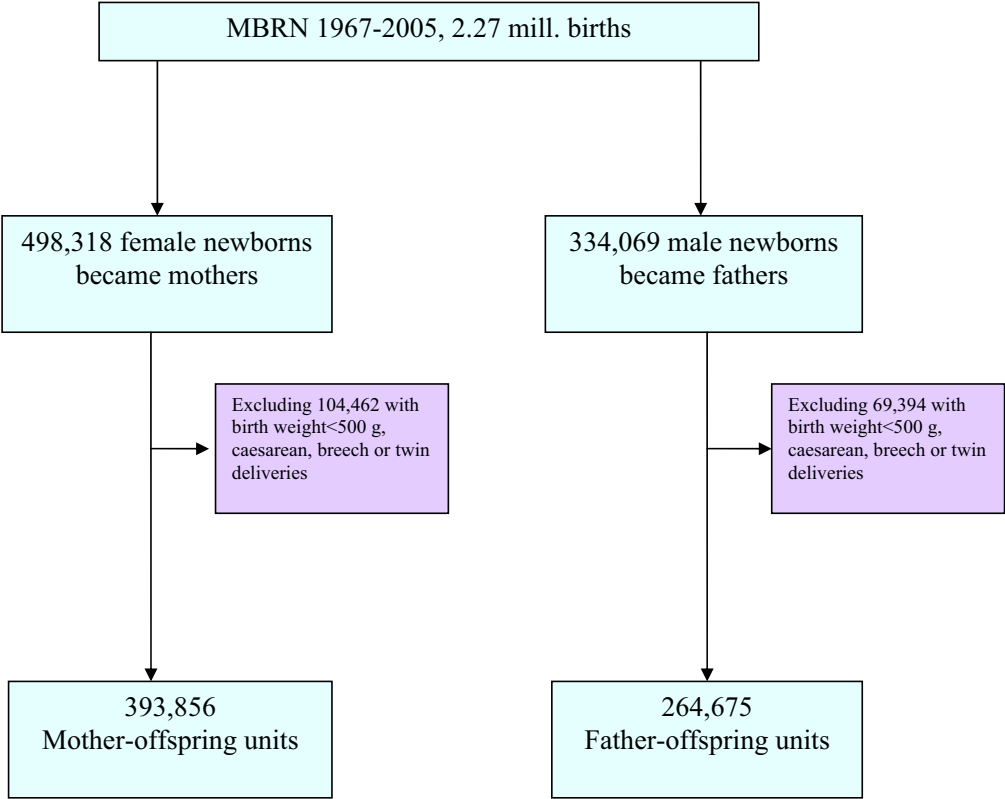 MBRN 1967-2005, 2.27 mill. births
498,318 female newborns
became mothers
334,069 male newborns
became fathers
Excluding 104,462 with
birth weight<500 g,
caesarean, breech or twin
deliveries
Excluding 69,394 with
birth weight<500 g,
caesarean, breech or twin
deliveries
393,856
Mother-offspring units
264,675
Father-offspring units